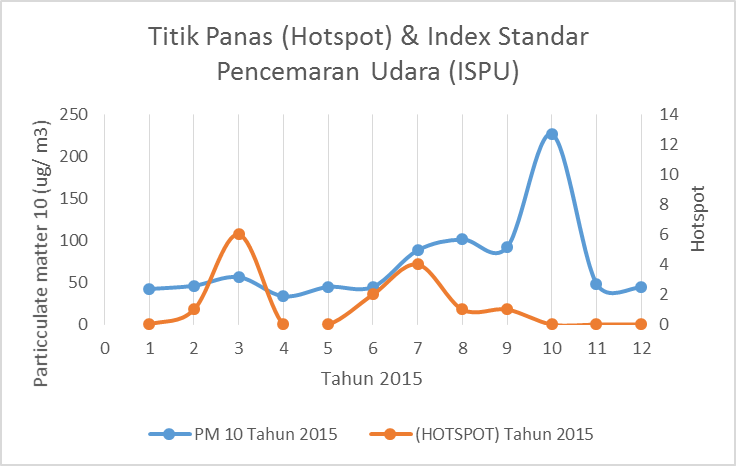 Titik Panas (Hotspot) & Index Standar
Pencemaran Udara (ISPU)
Particculate matter 10 (ug/ m3)
250
200
150
100
50
0
14
12
10
8
6
4
2
0
Hotspot
0 1 2 3 4 5 6 7 8 9 10 11 12
Tahun 2015
PM 10 Tahun 2015 (HOTSPOT) Tahun 2015